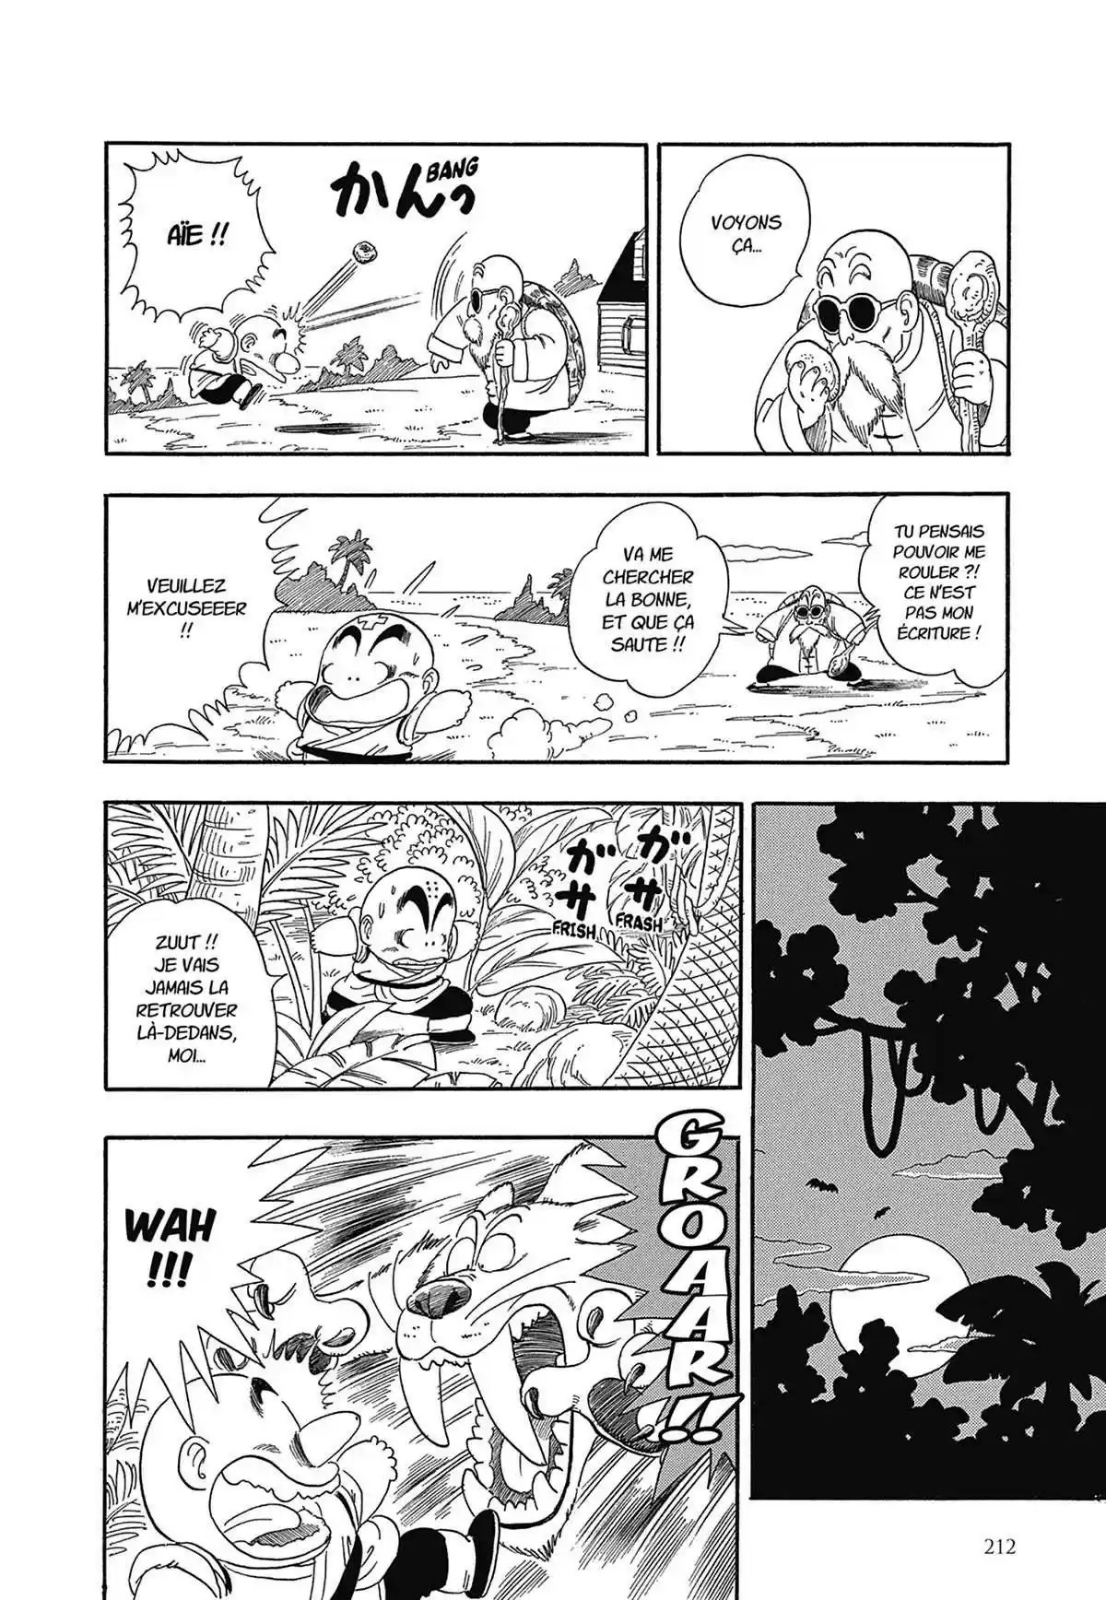 VOYONS
ÇA...
かんっ
BANG
AÏE !!
TU PENSAIS
POUVOIR ME
ROULER ?!
CE N'EST
PAS MON
ÉCRITURE !
VA ME
CHERCHER
LA BONNE,
ET QUE ÇA
SAUTE !!
VEUILLEZ
M'EXCUSEEER
!!
ガサ
FRASH
ガサ
FRISH
ZUUT !!
JE VAIS
JAMAIS LA
RETROUVER
LÀ-DEDANS,
MOI...
GROAAR !!
WAH
!!!
212